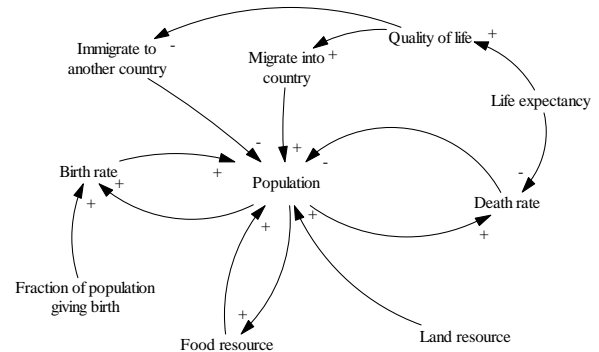 Immigrate to
another country
-
Migrate into
country
+
Quality of life
+
Life expectancy
-
+
-
Birth rate
+
+
+
Population
Death rate
-
+
+
+
Fraction of population
giving birth
+
Food resource
Land resource